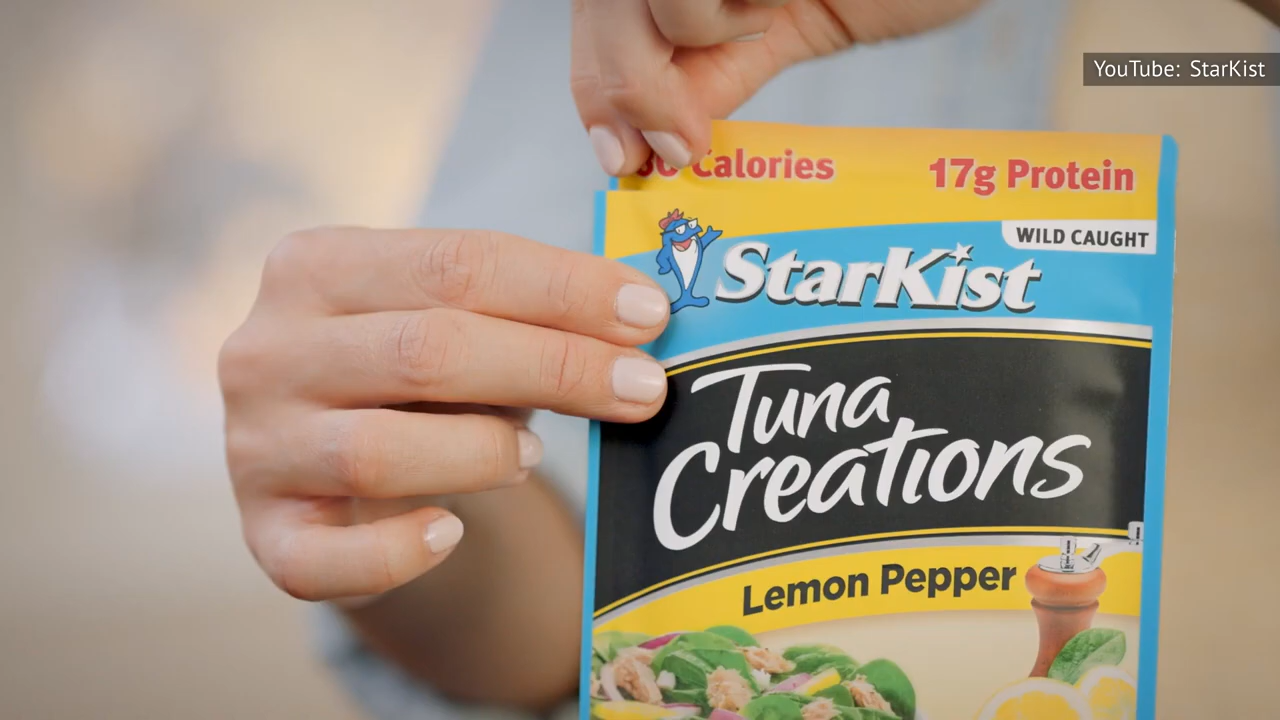 YouTube: StarKist
Calories 17g Protein
WILD CAUGHT
StarKist
Tuna
Creations
Lemon Pepper